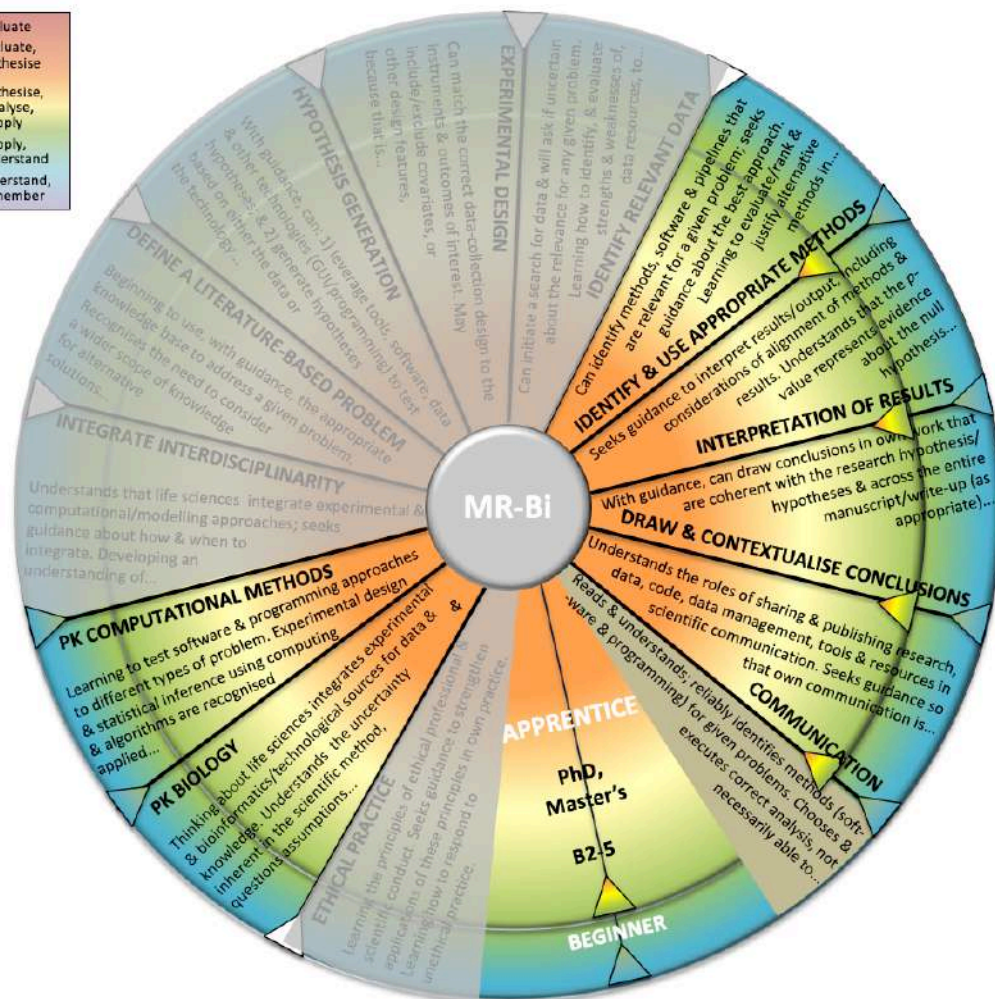 luate
luate,
thesise
thesise,
alyse,
ply
ply,
erstand
erstand,
member
MR-Bi
EXPERIMENTAL DESIGN
Can initiate a search for data & will ask if uncertain
about the relevance for any given problem.
Learning how to identify, & evaluate
strengths & weaknesses of,
data resources, to...
IDENTIFY RELEVANT DATA
Can identify methods, software & pipelines that
are relevant for a given problem; seeks
guidance about the best approach.
Learning to evaluate/rank &
justify alternative
methods in...
IDENTIFY & USE APPROPRIATE METHODS
Seeks guidance to interpret results/output, including
considerations of alignment of methods &
results. Understands that the p-
value represents evidence
about the null
hypothesis...
INTERPRETATION OF RESULTS
With guidance, can draw conclusions in own work that
are coherent with the research hypothesis/
hypotheses & across the entire
manuscript/write-up (as
appropriate)...
DRAW & CONTEXTUALISE CONCLUSIONS
Understands the roles of sharing & publishing research,
data, code, data management, tools & resources in
scientific communication. Seeks guidance so
that own communication is...
COMMUNICATION
Reads & understands; reliably identifies methods (soft-
-ware & programming) for given problems. Chooses &
executes correct analysis, not
necessarily able to...
APPRENTICE
PhD,
Master's
B2-5
BEGINNER
Learning the principles of ethical professional &
scientific conduct. Seeks guidance to strengthen
applications of these principles in own practice.
Learning how to respond to
unethical practice.
ETHICAL PRACTICE
Thinking about life sciences integrates experimental
& bioinformatics/technological sources for data &
knowledge. Understands the uncertainty
inherent in the scientific method,
questions assumptions...
PK BIOLOGY
Learning to test software & programming approaches
to different types of problem. Experimental design &
& statistical inference using computing
& algorithms are recognised
applied...
PK COMPUTATIONAL METHODS
Understands that life sciences integrate experimental &
computational/modelling approaches; seeks
guidance about how & when to
integrate. Developing an
understanding of...
INTEGRATE INTERDISCIPLINARITY
Beginning to use, with guidance, the appropriate
knowledge base to address a given problem.
Recognises the need to consider
a wider scope of knowledge
for alternative
solutions.
DEFINE A LITERATURE-BASED PROBLEM
With guidance, can: 1) leverage tools, software, data
& other technologies (GUI/programming) to test
hypotheses; & 2) generate hypotheses
based on either the data or
the technology...
HYPOTHESIS GENERATION
Can match the correct data-collection design to the
instruments & outcomes of interest. May
include/exclude covariates, or
other design features,
because that is...